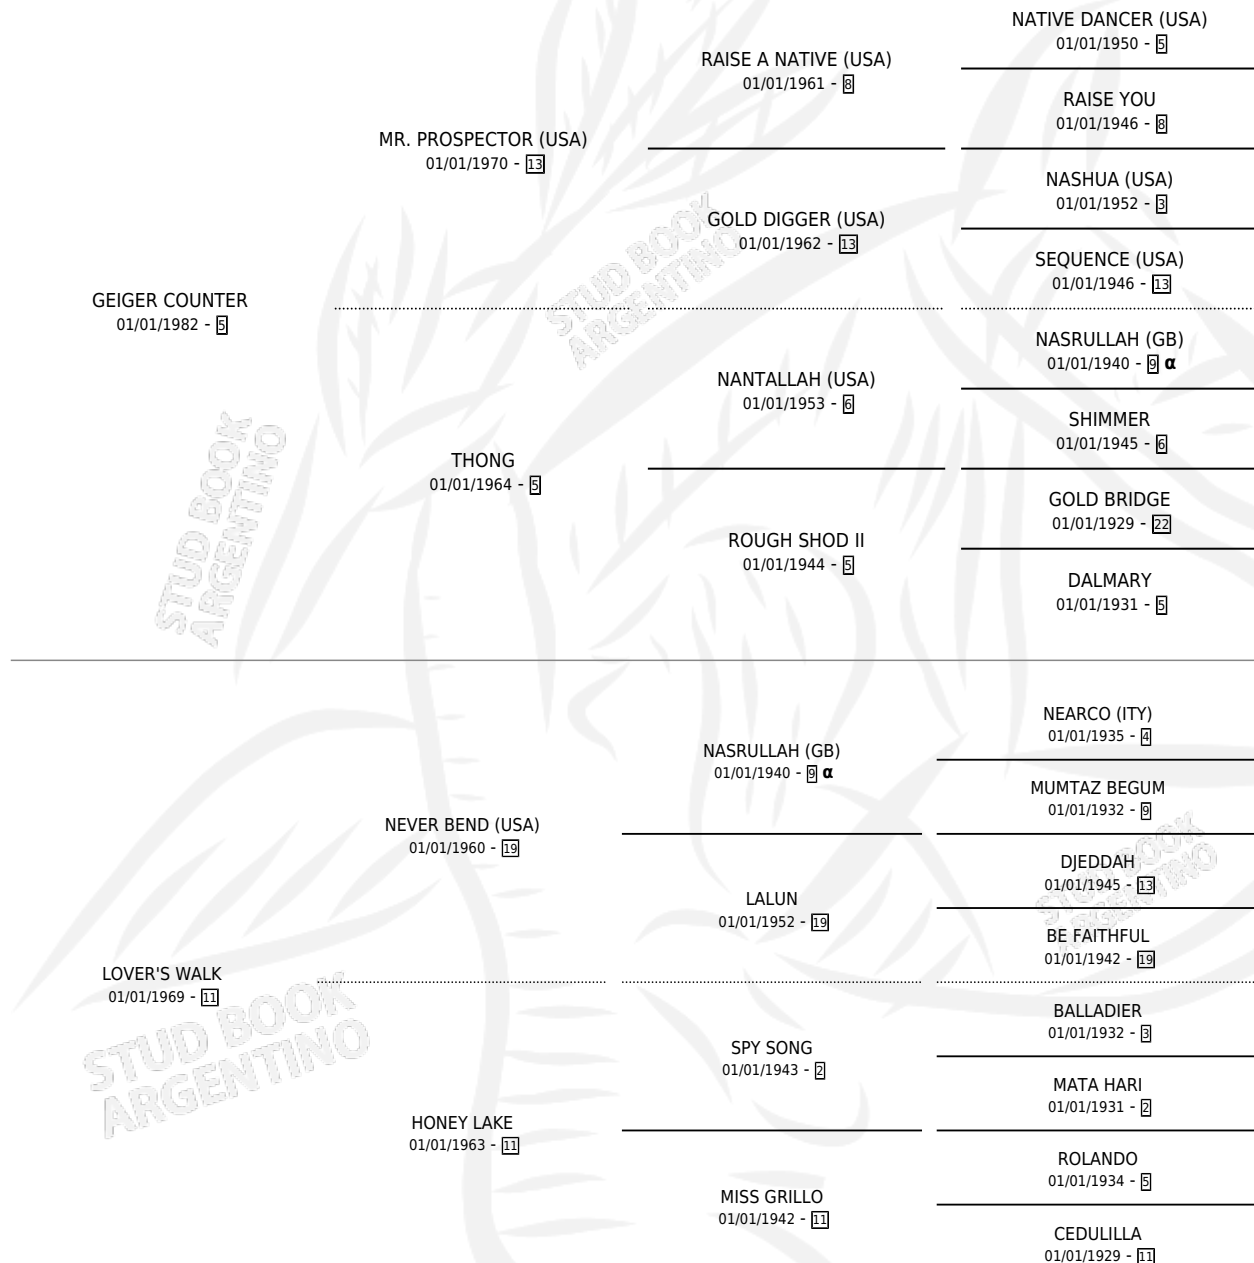 NATIVE DANCER (USA)
01/01/1950 - 5
RAISE A NATIVE (USA)
01/01/1961 - 8
RAISE YOU
01/01/1946 - 8
MR. PROSPECTOR (USA)
01/01/1970 - 13
NASHUA (USA)
01/01/1952 - 3
GOLD DIGGER (USA)
01/01/1962 - 13
SEQUENCE (USA)
01/01/1946 - 13
GEIGER COUNTER
01/01/1982 - 5
STUD BOOK
ARGENTINO
NASRULLAH (GB)
01/01/1940 - 9 α
NANTALLAH (USA)
01/01/1953 - 6
SHIMMER
01/01/1945 - 6
THONG
01/01/1964 - 5
GOLD BRIDGE
01/01/1929 - 22
ROUGH SHOD II
01/01/1944 - 5
DALMARY
01/01/1931 - 5
STUD BOOK
ARGENTINO
NEARCO (ITY)
01/01/1935 - 4
NASRULLAH (GB)
01/01/1940 - 9 α
MUMTAZ BEGUM
01/01/1932 - 9
NEVER BEND (USA)
01/01/1960 - 19
DJEDDAH
01/01/1945 - 13
LALUN
01/01/1952 - 19
BE FAITHFUL
01/01/1942 - 19
STUD BOOK
ARGENTINO
LOVER'S WALK
01/01/1969 - 11
STUD BOOK
ARGENTINO
BALLADIER
01/01/1932 - 3
SPY SONG
01/01/1943 - 2
MATA HARI
01/01/1931 - 2
HONEY LAKE
01/01/1963 - 11
ROLANDO
01/01/1934 - 5
MISS GRILLO
01/01/1942 - 11
CEDULILLA
01/01/1929 - 11